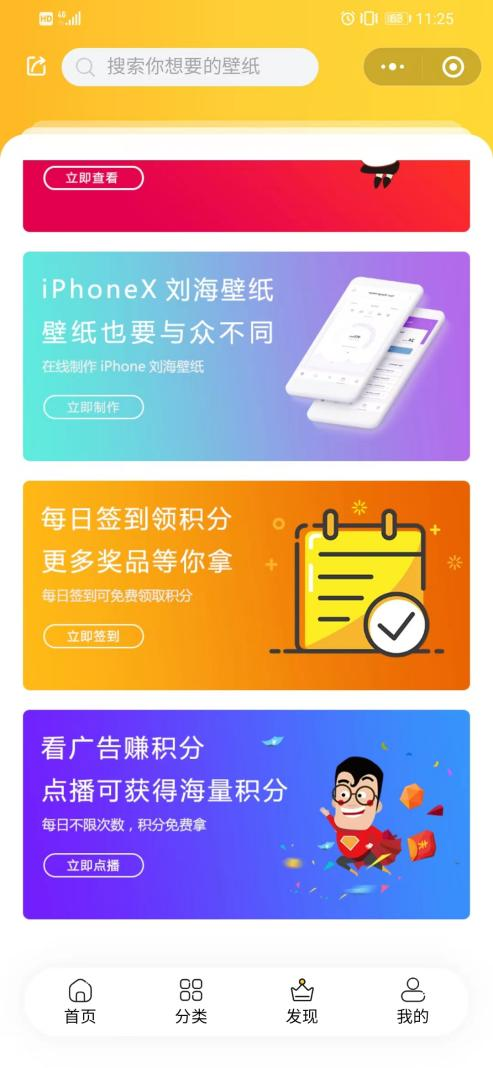 HD 4G 63 11:25
搜索你想要的壁纸
立即查看
iPhoneX 刘海壁纸
壁纸也要与众不同
在线制作 iPhone 刘海壁纸
立即制作
每日签到领积分
更多奖品等你拿
每日签到可免费领取积分
立即签到
看广告赚积分
点播可获得海量积分
每日不限次数，积分免费拿
立即点播
首页 分类 发现 我的